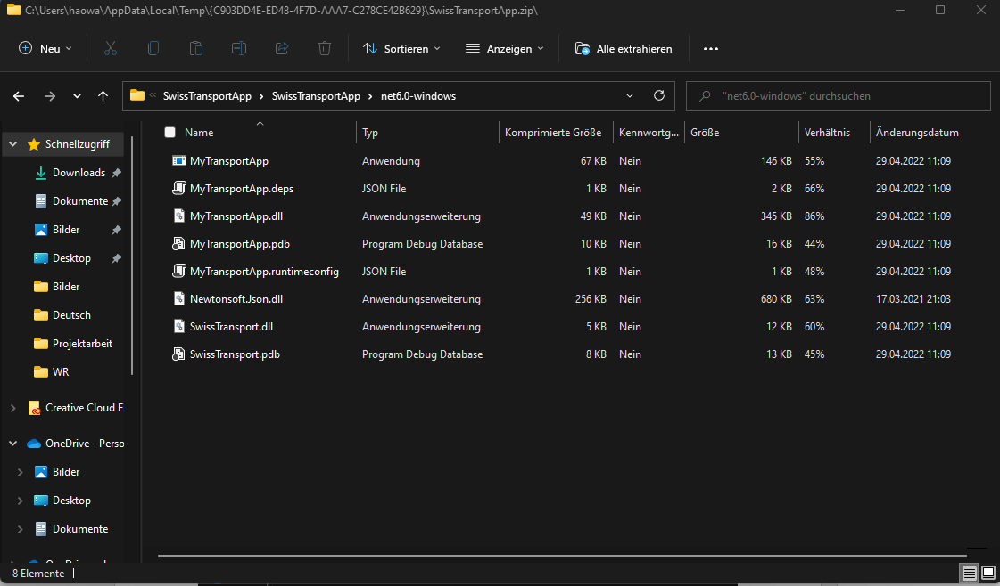 C:\Users\haowa\AppData\Local\Temp\{C903DD4E-ED48-4F7D-AAA7-C278CE42B629}\SwissTransportApp.zip\
Neu
Sortieren
Anzeigen
Alle extrahieren
« SwissTransportApp › SwissTransportApp › net6.0-windows
"net6.0-windows" durchsuchen
Name Typ Komprimierte Größe Kennwortg... Größe Verhältnis Änderungsdatum
MyTransportApp Anwendung 67 KB Nein 146 KB 55% 29.04.2022 11:09
MyTransportApp.deps JSON File 1 KB Nein 2 KB 66% 29.04.2022 11:09
MyTransportApp.dll Anwendungserweiterung 49 KB Nein 345 KB 86% 29.04.2022 11:09
MyTransportApp.pdb Program Debug Database 10 KB Nein 16 KB 44% 29.04.2022 11:09
MyTransportApp.runtimeconfig JSON File 1 KB Nein 1 KB 48% 29.04.2022 11:09
Newtonsoft.Json.dll Anwendungserweiterung 256 KB Nein 680 KB 63% 17.03.2021 21:03
SwissTransport.dll Anwendungserweiterung 5 KB Nein 12 KB 60% 29.04.2022 11:09
SwissTransport.pdb Program Debug Database 8 KB Nein 13 KB 45% 29.04.2022 11:09
Schnellzugriff
Downloads
Dokumente
Bilder
Desktop
Bilder
Deutsch
Projektarbeit
WR
Creative Cloud F
OneDrive - Perso
Bilder
Desktop
Dokumente
8 Elemente